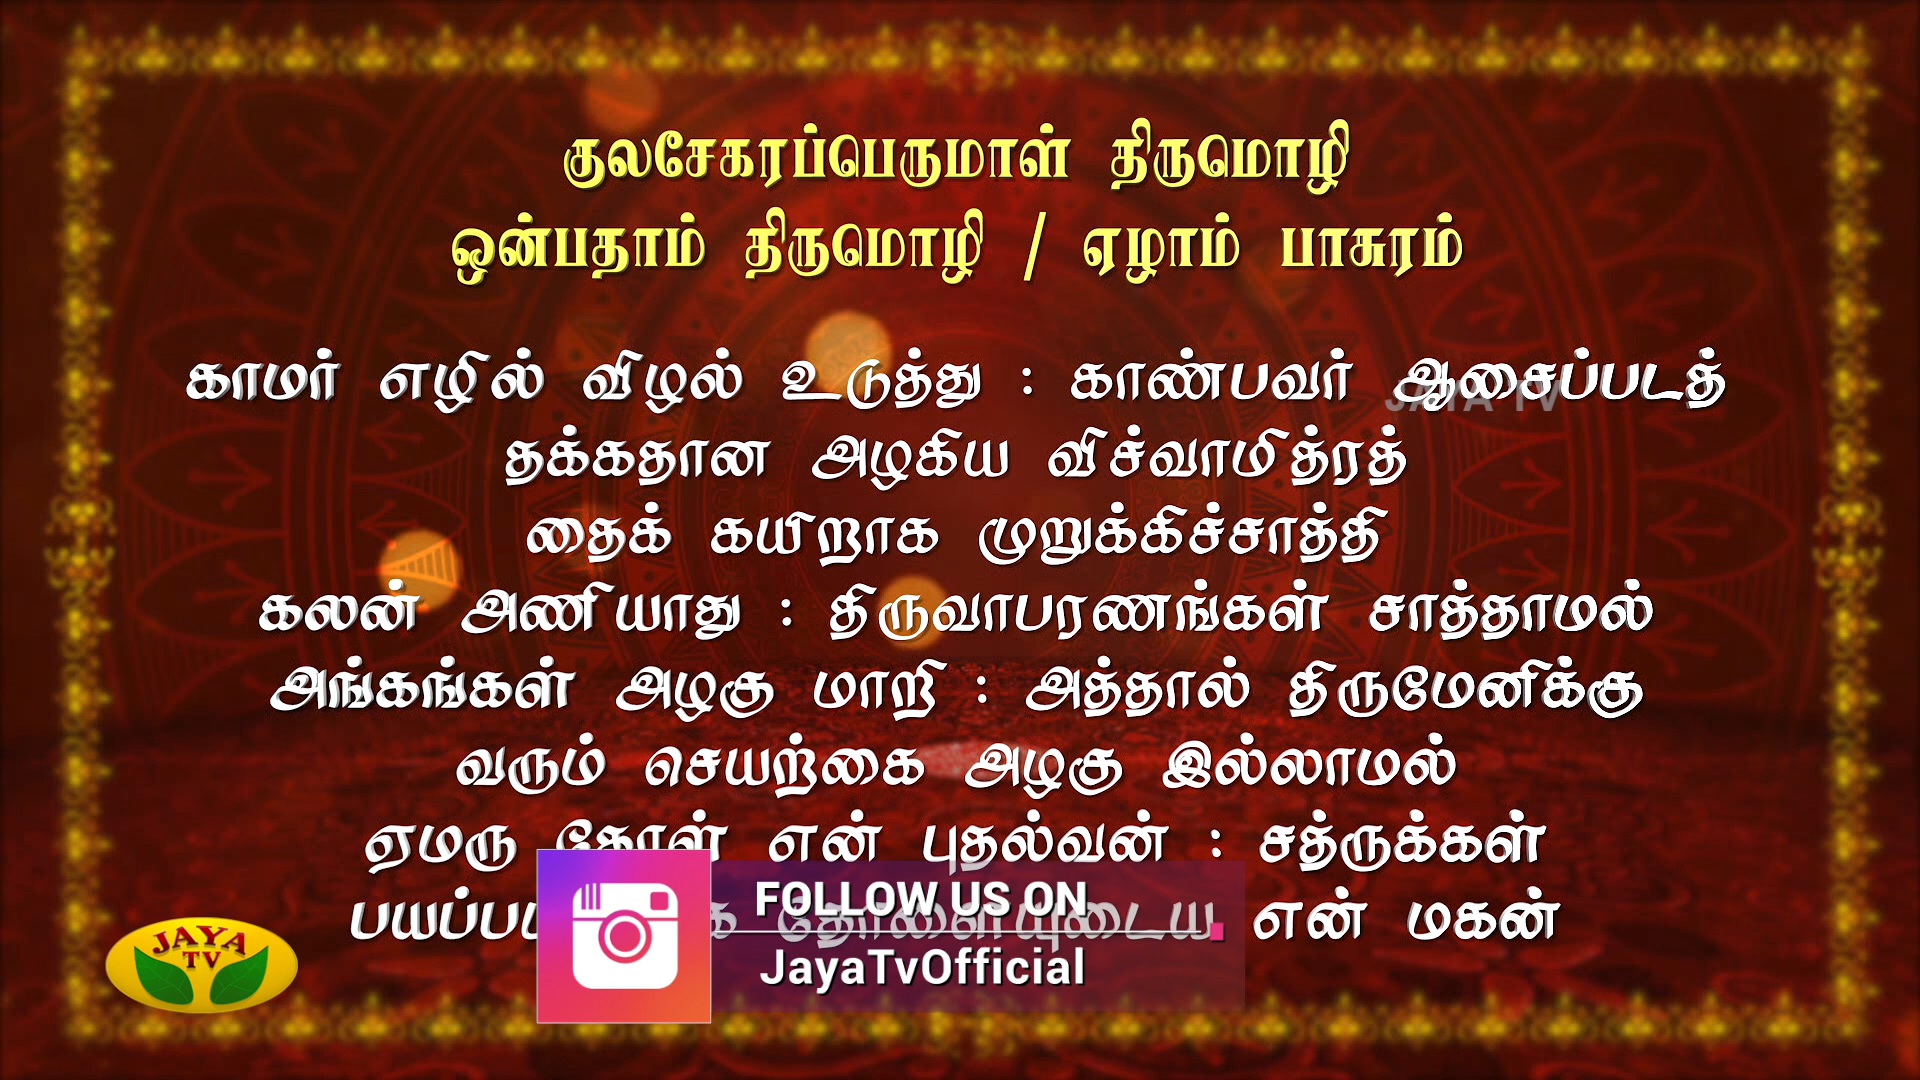 குலசேகரப்பெருமாள் திருமொழி
ஒன்பதாம் திருமொழி / ஏழாம் பாசுரம்
காமர் எழில் விழல் உடுத்து : காண்பவர் ஆசைப்படத்
JAYA TV
தக்கதான அழகிய விச்வாமித்ரத்
தைக் கயிறாக முறுக்கிச்சாத்தி
கலன் அணியாது : திருவாபரணங்கள் சாத்தாமல்
அங்கங்கள் அழகு மாறி : அத்தால் திருமேனிக்கு
வரும் செயற்கை அழகு இல்லாமல்
ஏமரு தோள் என் புதல்வன் : சத்ருக்கள்
தோளையுடைய என் மகன்
FOLLOW US ON
JayaTvOfficial
JAYA
TV